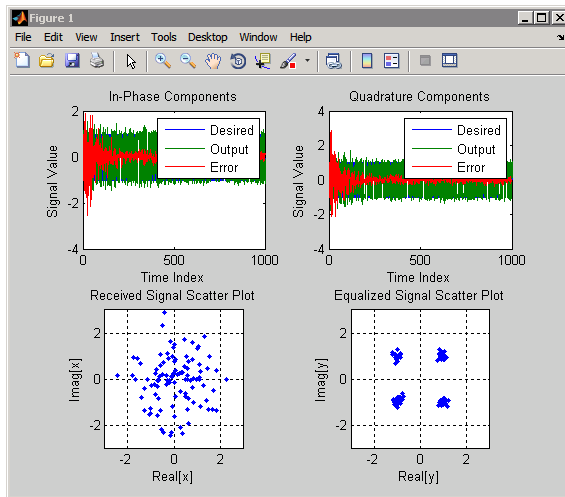 Figure 1
File Edit View Insert Tools Desktop Window Help
In-Phase Components
Signal Value
2
0
-2
-4
Desired
Output
Error
0 500 1000
Time Index
Quadrature Components
Signal Value
4
2
0
-2
-4
Desired
Output
Error
0 500 1000
Time Index
Received Signal Scatter Plot
Imag[x]
2
0
-2
-2 0 2
Real[x]
Equalized Signal Scatter Plot
Imag[y]
2
0
-2
-2 0 2
Real[y]